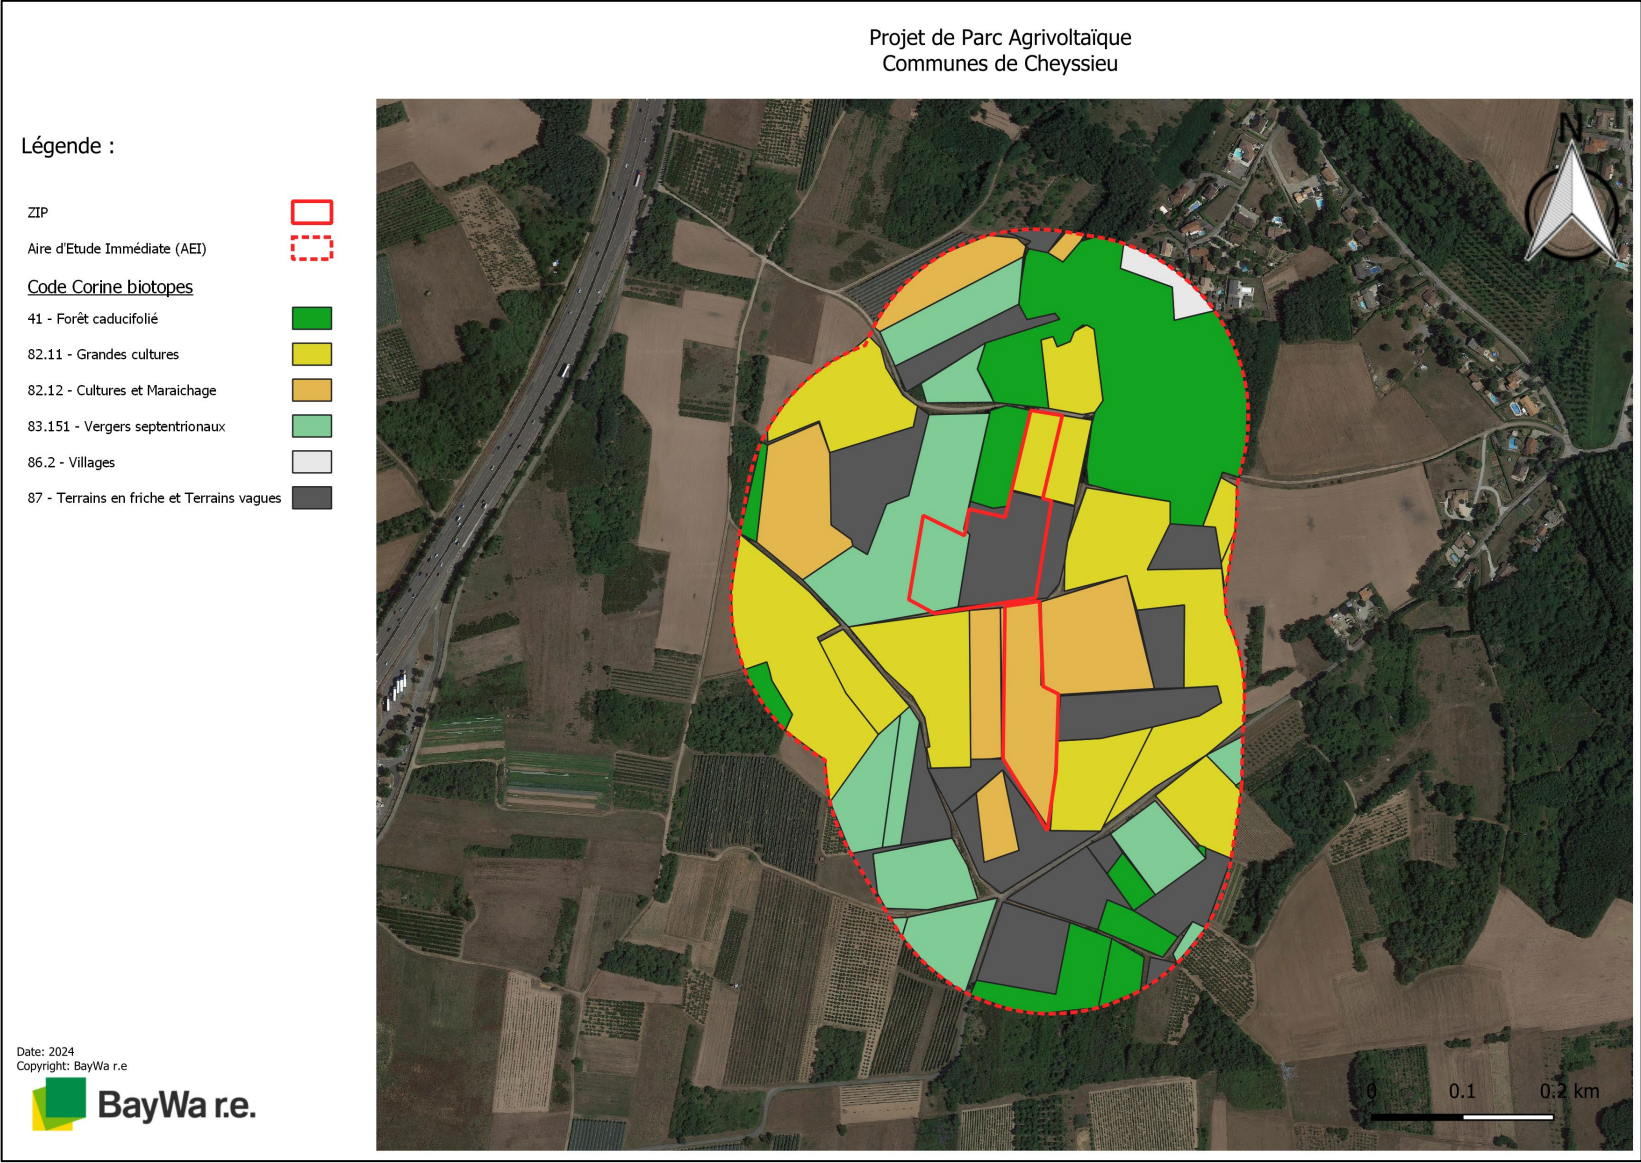 Projet de Parc Agrivoltaïque
Communes de Cheyssieu
Légende :
ZIP
Aire d'Etude Immédiate (AEI)
Code Corine biotopes
41 - Forêt caducifolié
82.11 - Grandes cultures
82.12 - Cultures et Maraichage
83.151 - Vergers septentrionaux
86.2 - Villages
87 - Terrains en friche et Terrains vagues
N
0 0.1 0.2 km
Date: 2024
Copyright: BayWa r.e
BayWa r.e.